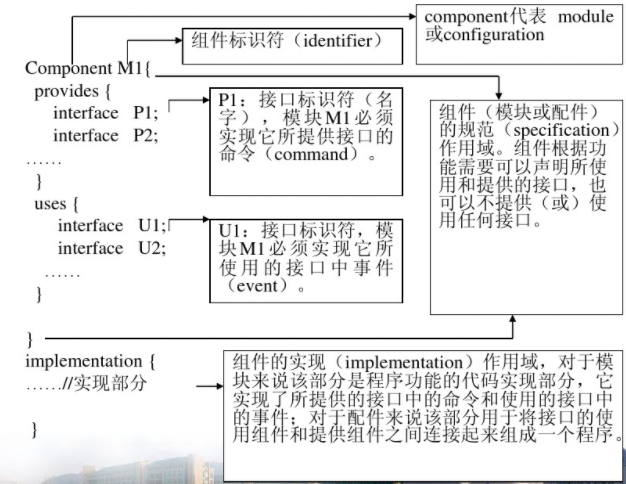 component代表 module
或configuration
组件标识符（identifier）
Component M1{
provides {
interface P1;
interface P2;
……
}
uses {
interface U1;
interface U2;
……
}
}
implementation {
……//实现部分
}
P1：接口标识符（名
字），模块M1必须
实现它所提供接口的
命令（command）。
U1：接口标识符，模
块M1必须实现它所
使用的接口中事件
（event）。
组件（模块或配件）
的规范（specification）
作用域。组件根据功
能需要可以声明所使
用和提供的接口，也
可以不提供（或）使
用任何接口。
组件的实现（implementation）作用域，对于模
块来说该部分是程序功能的代码实现部分，它
实现了所提供的接口中的命令和使用的接口中
的事件；对于配件来说该部分用于将接口的使
用组件和提供组件之间连接起来组成一个程序。